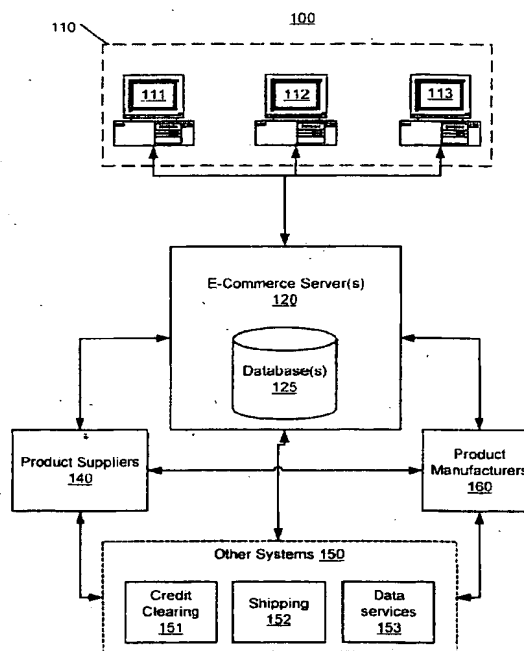 100
110
111
112
113
E-Commerce Server(s)
120
Database(s)
125
Product Suppliers
140
Product
Manufacturers
160
Other Systems 150
Credit
Clearing
151
Shipping
152
Data
services
153